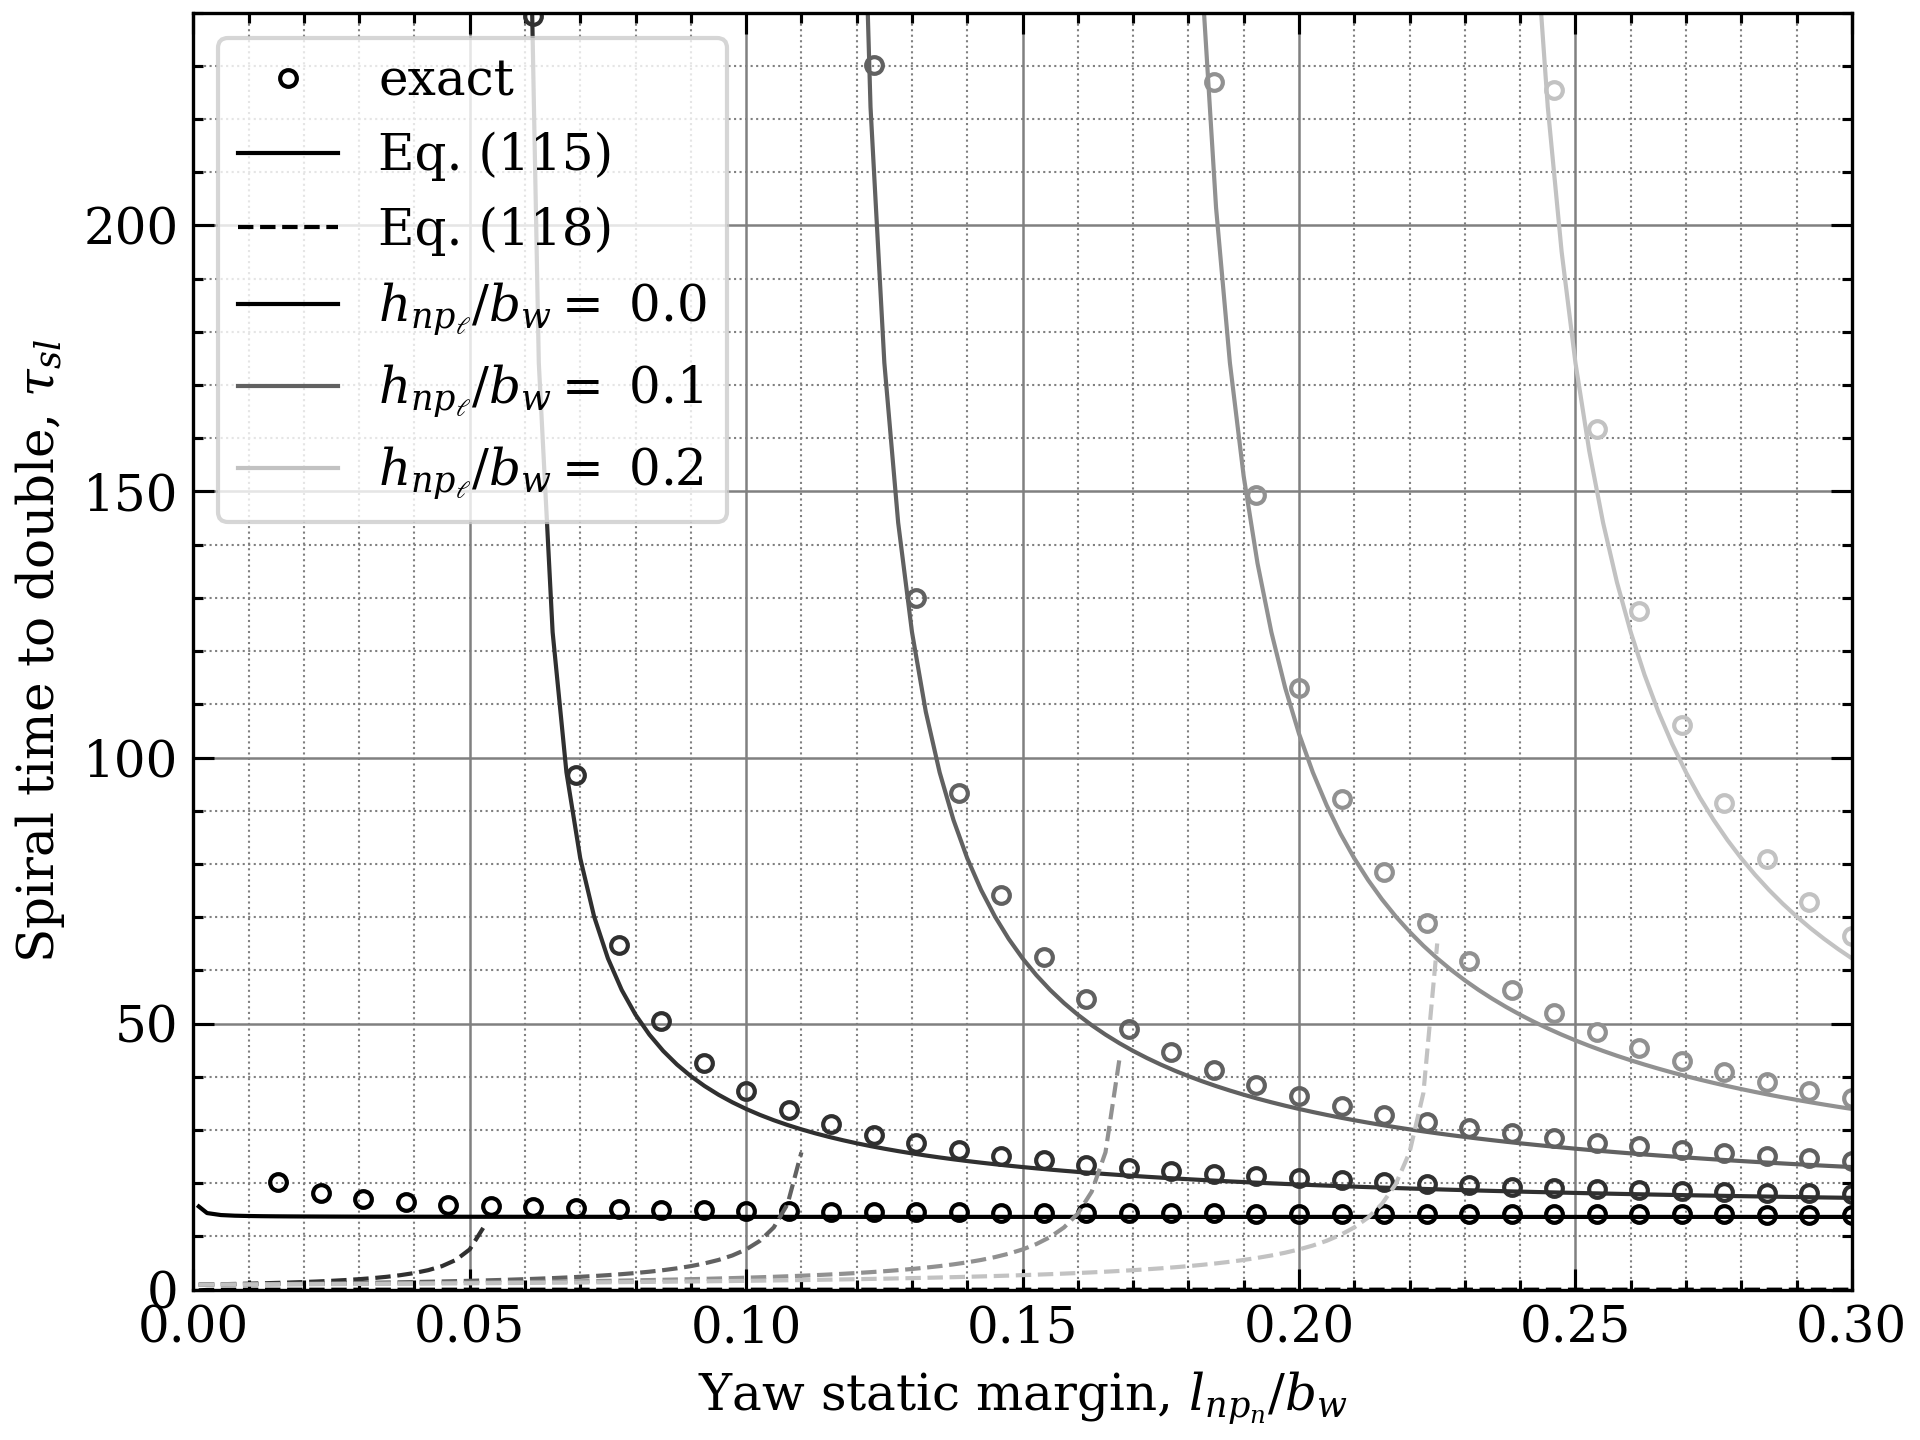 exact
Eq. (115)
Eq. (118)
h_{np_ℓ}/b_w = 0.0
h_{np_ℓ}/b_w = 0.1
h_{np_ℓ}/b_w = 0.2
Spiral time to double, τ_{sl}
200
150
100
50
0
0.00 0.05 0.10 0.15 0.20 0.25 0.30
Yaw static margin, l_{np_n}/b_w